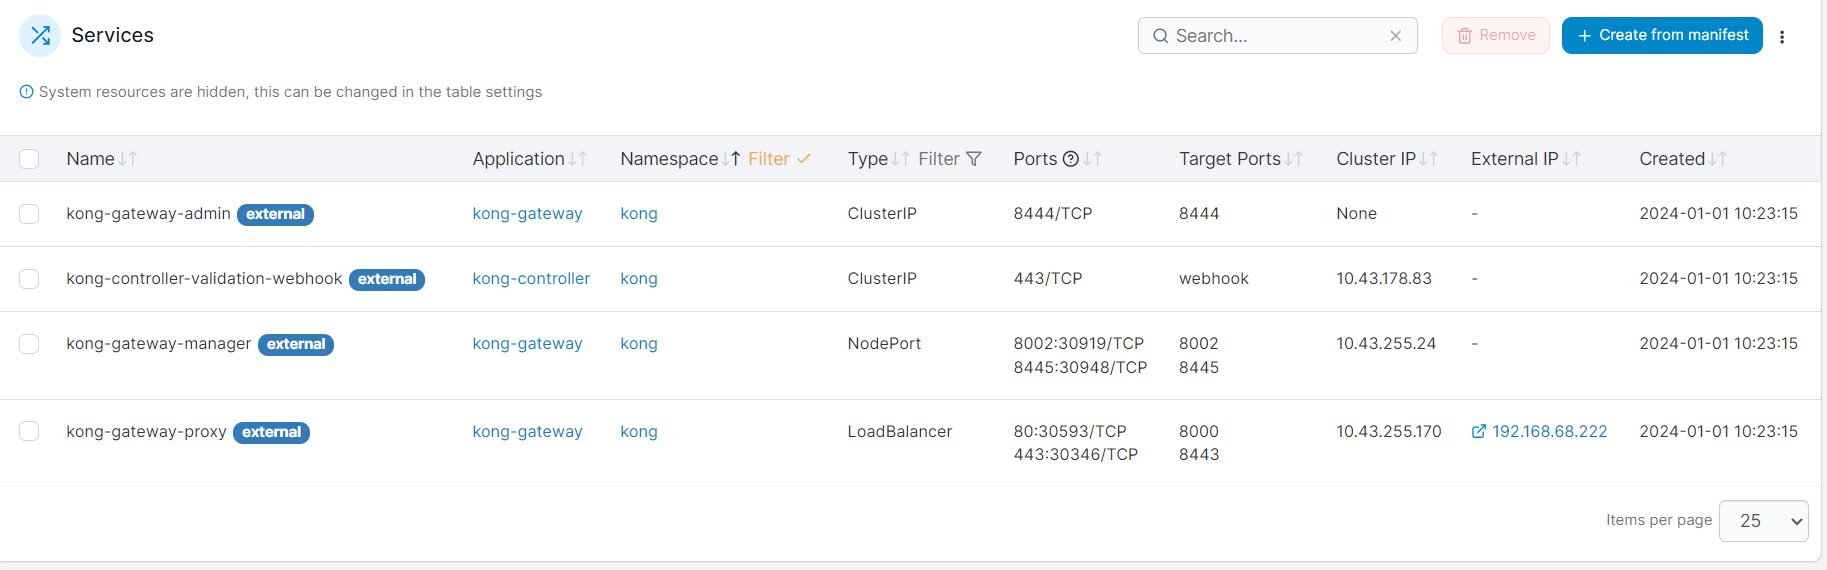 Services
Search...
Remove
Create from manifest
System resources are hidden, this can be changed in the table settings
Name Application Namespace Filter Type Filter Ports Target Ports Cluster IP External IP Created
kong-gateway-admin external kong-gateway kong ClusterIP 8444/TCP 8444 None - 2024-01-01 10:23:15
kong-controller-validation-webhook external kong-controller kong ClusterIP 443/TCP webhook 10.43.178.83 - 2024-01-01 10:23:15
kong-gateway-manager external kong-gateway kong NodePort 8002:30919/TCP 8002 10.43.255.24 - 2024-01-01 10:23:15
8445:30948/TCP 8445
kong-gateway-proxy external kong-gateway kong LoadBalancer 80:30593/TCP 8000 10.43.255.170 192.168.68.222 2024-01-01 10:23:15
443:30346/TCP 8443
Items per page 25